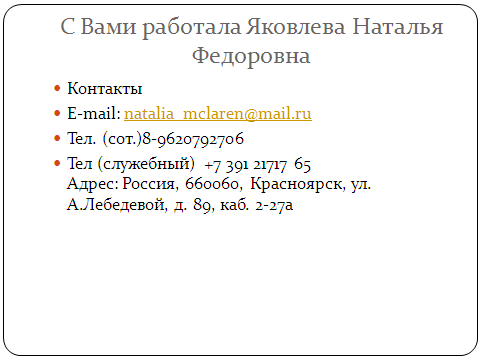 С Вами работала Яковлева Наталья
Федоровна
• Контакты
• E-mail: natalia_mclaren@mail.ru
• Тел. (сот.)8-9620792706
• Тел (служебный) +7 391 21717 65
Адрес: Россия, 660060, Красноярск, ул.
А.Лебедевой, д. 89, каб. 2-27а